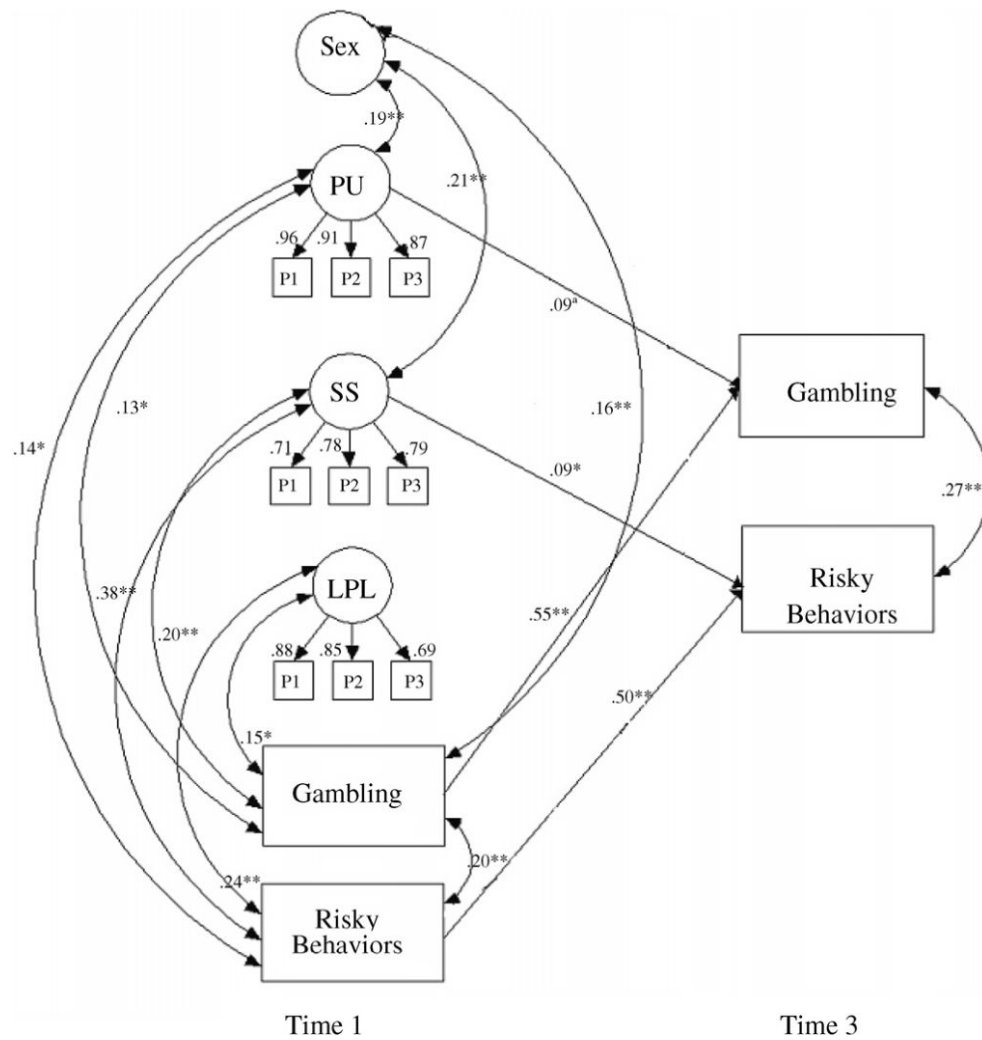 Sex
.19**
PU
.21**
.96
.91
.87
P1
P2
P3
.09ª
Gambling
SS
.13*
.16**
.14*
.71
.78
.79
.09*
P1
P2
P3
.27**
Risky
Behaviors
LPL
.38**
.55**
.20**
.88
.85
.69
P1
P2
P3
.50**
.15*
Gambling
.20**
.24**
Risky
Behaviors
Time 1
Time 3